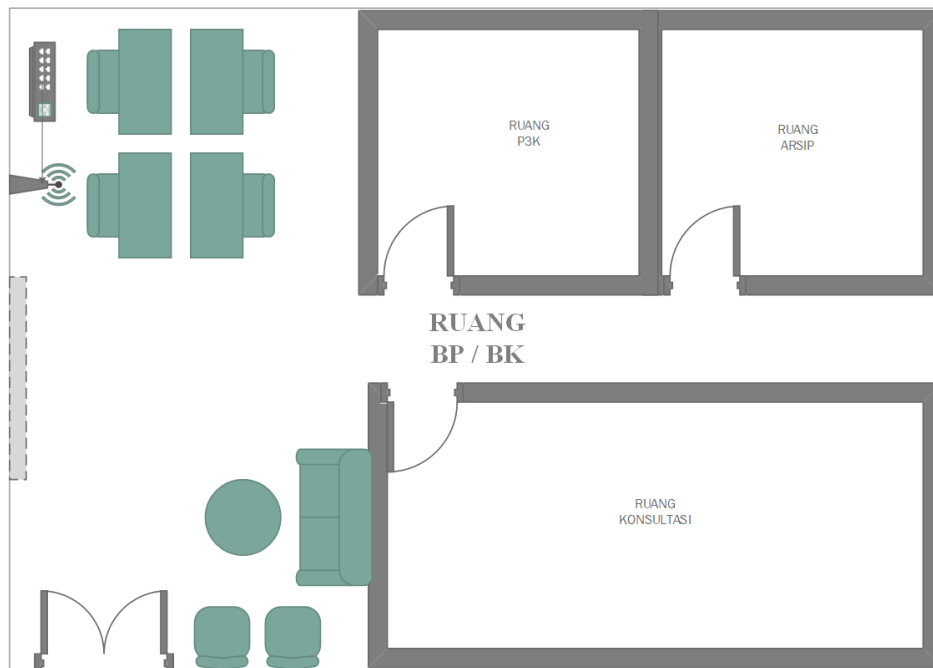 RUANG
P3K
RUANG
ARSIP
RUANG
BP / BK
RUANG
KONSULTASI